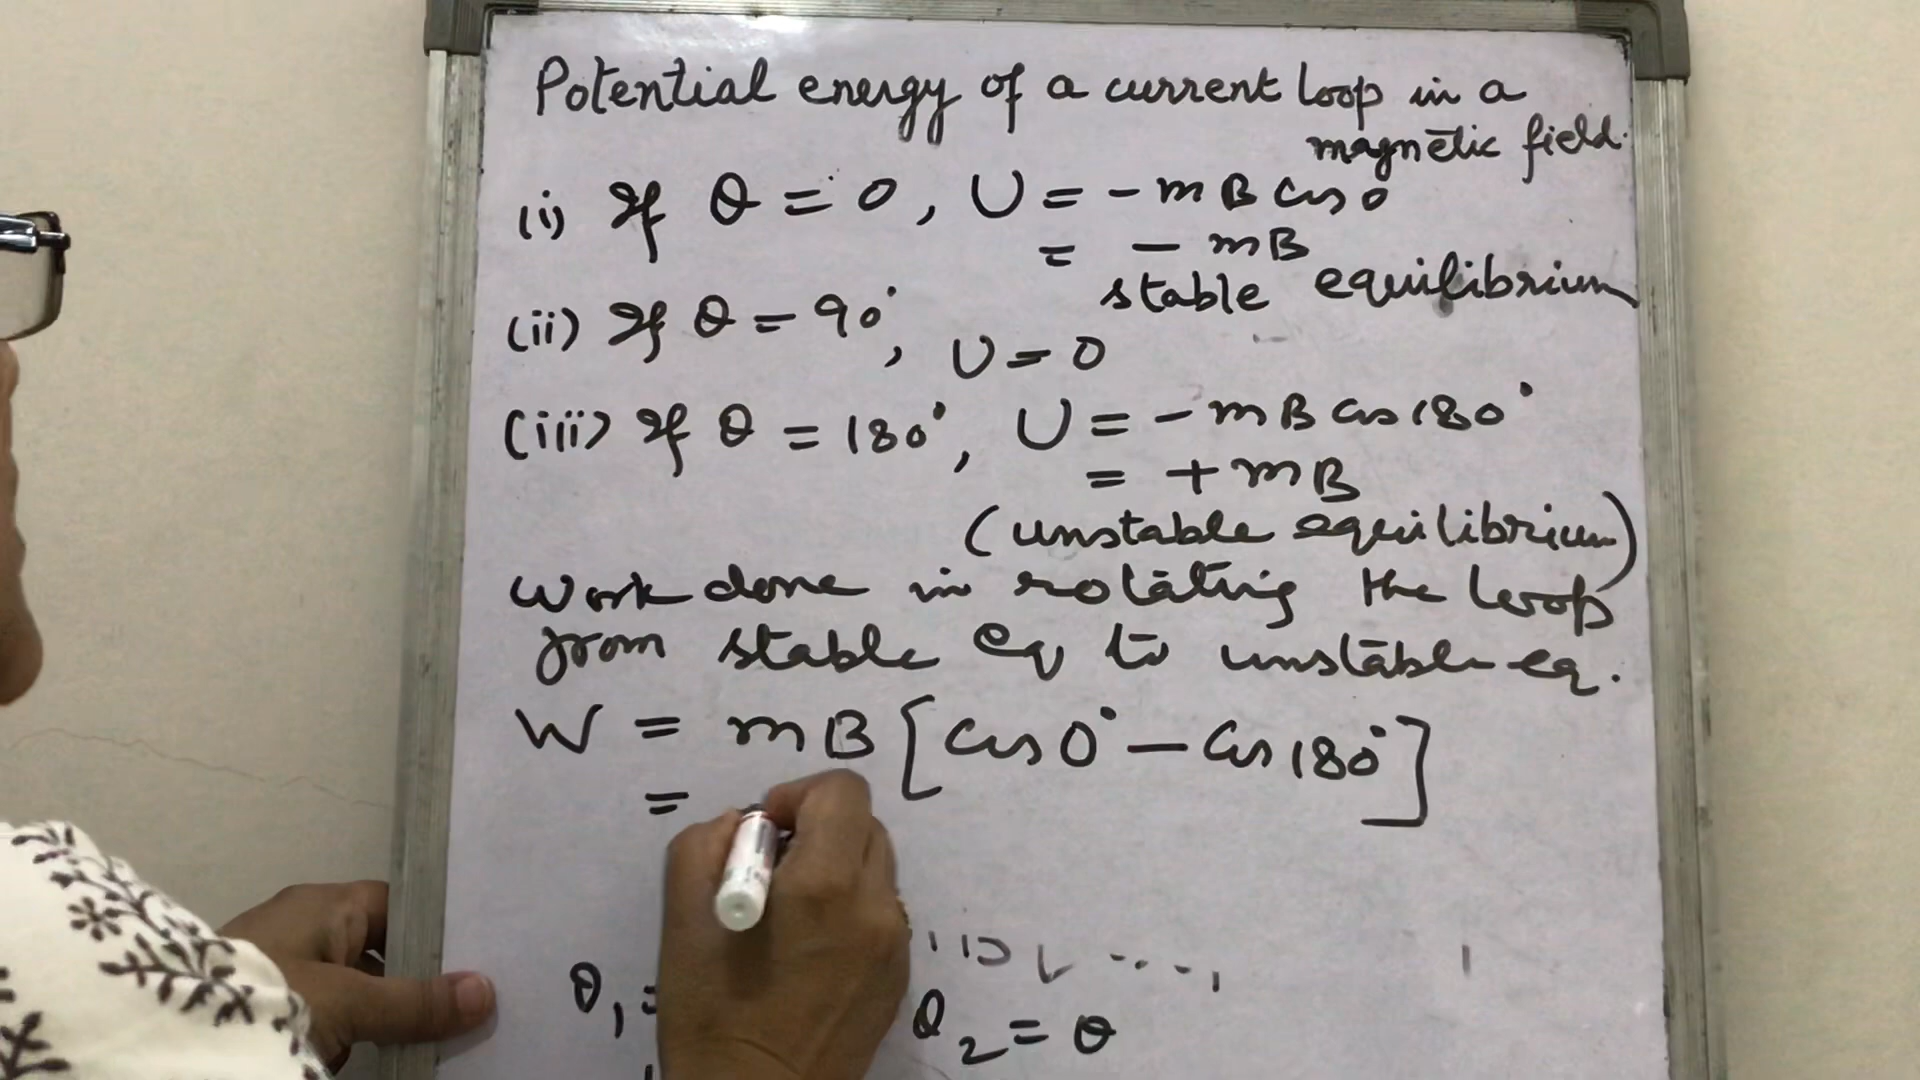 Potential energy of a current loop in a
magnetic field.
(i) If θ = 0, U = - mB cos 0
= - mB
stable equilibrium
(ii) If θ = 90°, U = 0
(iii) If θ = 180°, U = - mB cos 180°
= + mB
(unstable equilibrium)
Work done in rotating the loop
from stable eq to unstable eq.
W = mB [cos 0° - cos 180°]
=
θ₁ =
θ₂ = θ